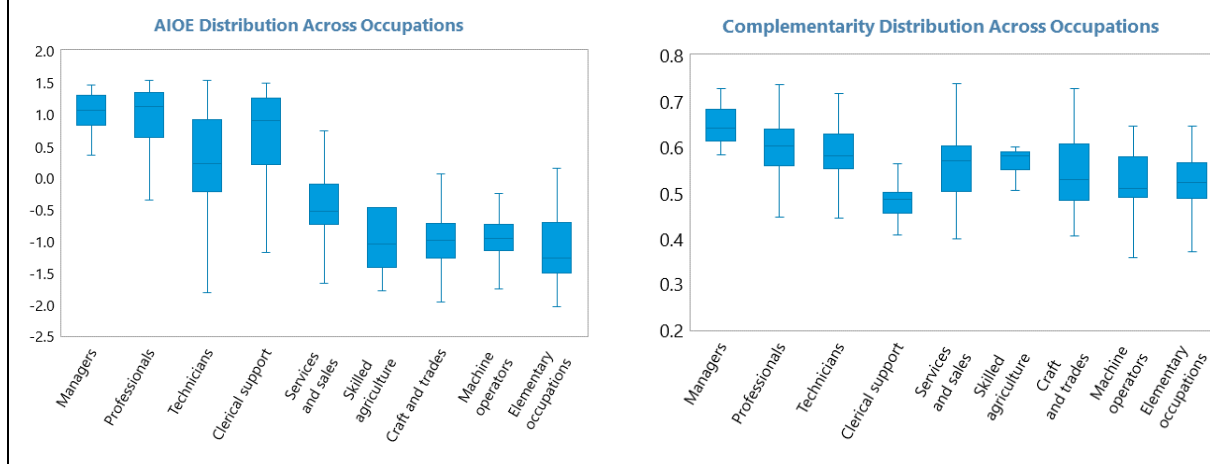 AIOE Distribution Across Occupations
2.0
1.5
1.0
0.5
0.0
-0.5
-1.0
-1.5
-2.0
-2.5
Managers
Professionals
Technicians
Clerical support
Services
and sales
Skilled
agriculture
Craft and trades
Machine
operators
Elementary
occupations
Complementarity Distribution Across Occupations
0.8
0.7
0.6
0.5
0.4
0.3
0.2
Managers
Professionals
Technicians
Clerical support
Services
and sales
Skilled
agriculture
Craft
and trades
Machine
operators
Elementary
occupations